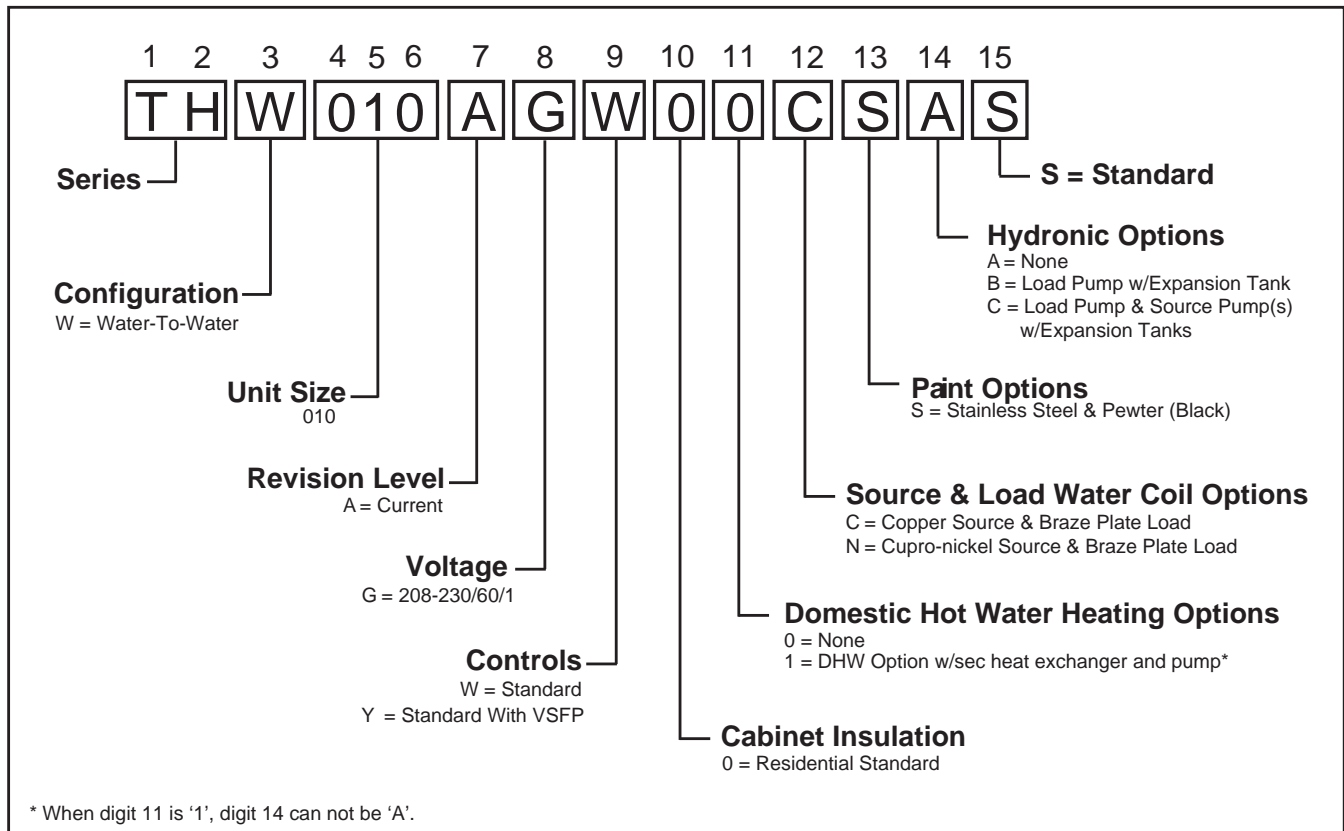 1 2 3 4 5 6 7 8 9 10 11 12 13 14 15
T H W 0 1 0 A G W 0 0 C S A S
Series
S = Standard
Hydronic Options
A = None
B = Load Pump w/Expansion Tank
C = Load Pump & Source Pump(s)
w/Expansion Tanks
Configuration
W = Water-To-Water
Unit Size
010
Paint Options
S = Stainless Steel & Pewter (Black)
Revision Level
A = Current
Source & Load Water Coil Options
C = Copper Source & Braze Plate Load
N = Cupro-nickel Source & Braze Plate Load
Voltage
G = 208-230/60/1
Domestic Hot Water Heating Options
0 = None
1 = DHW Option w/sec heat exchanger and pump*
Controls
W = Standard
Y = Standard With VSFP
Cabinet Insulation
0 = Residential Standard
* When digit 11 is ‘1’, digit 14 can not be ‘A’.